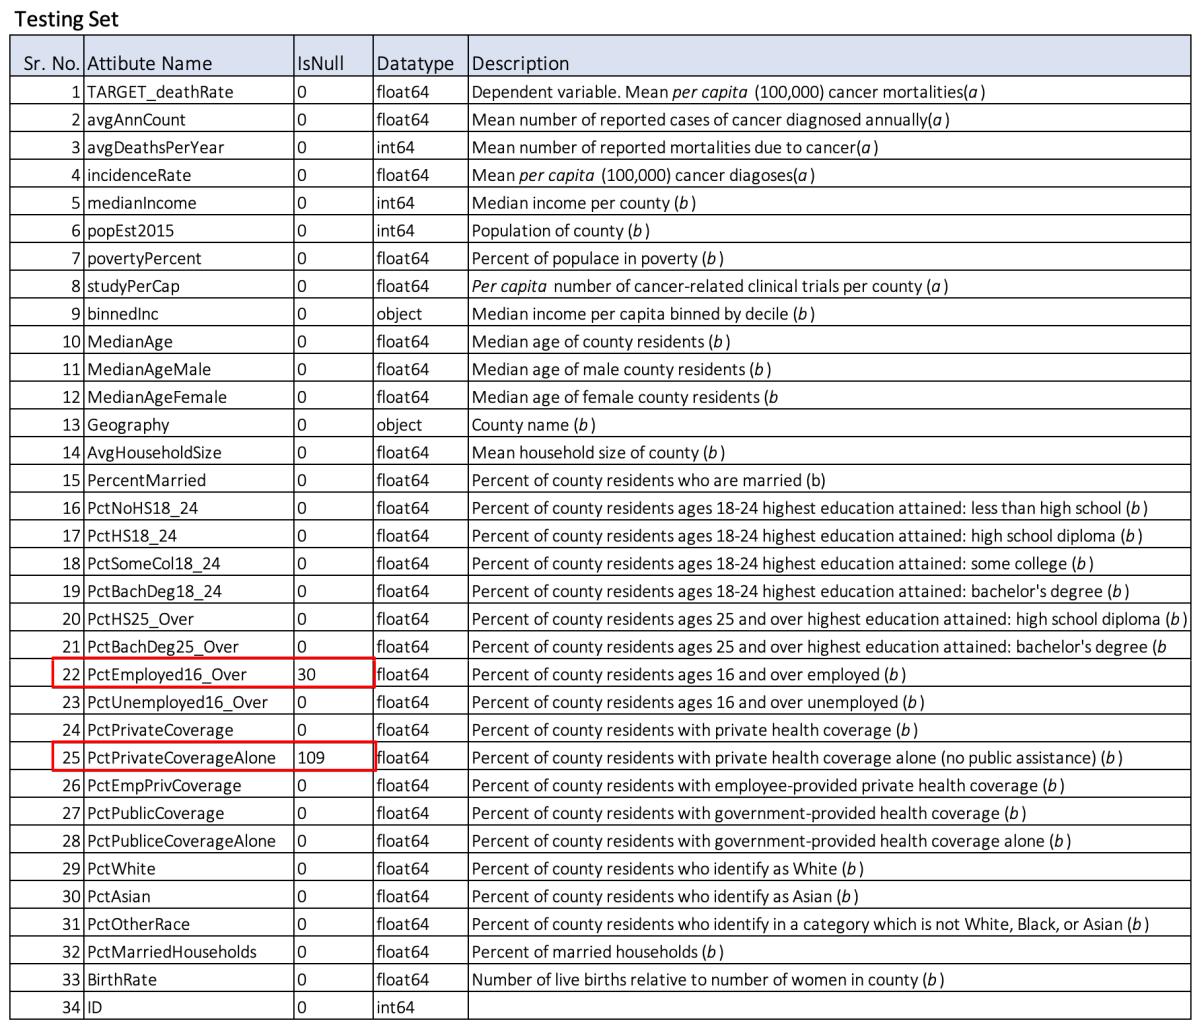 Testing Set
Sr. No. Attibute Name IsNull Datatype Description
1 TARGET_deathRate 0 float64 Dependent variable. Mean per capita (100,000) cancer mortalities(a)
2 avgAnnCount 0 float64 Mean number of reported cases of cancer diagnosed annually(a)
3 avgDeathsPerYear 0 int64 Mean number of reported mortalities due to cancer(a)
4 incidenceRate 0 float64 Mean per capita (100,000) cancer diagoses(a)
5 medianIncome 0 int64 Median income per county (b)
6 popEst2015 0 int64 Population of county (b)
7 povertyPercent 0 float64 Percent of populace in poverty (b)
8 studyPerCap 0 float64 Per capita number of cancer-related clinical trials per county (a)
9 binnedInc 0 object Median income per capita binned by decile (b)
10 MedianAge 0 float64 Median age of county residents (b)
11 MedianAgeMale 0 float64 Median age of male county residents (b)
12 MedianAgeFemale 0 float64 Median age of female county residents (b
13 Geography 0 object County name (b)
14 AvgHouseholdSize 0 float64 Mean household size of county (b)
15 PercentMarried 0 float64 Percent of county residents who are married (b)
16 PctNoHS18_24 0 float64 Percent of county residents ages 18-24 highest education attained: less than high school (b)
17 PctHS18_24 0 float64 Percent of county residents ages 18-24 highest education attained: high school diploma (b)
18 PctSomeCol18_24 0 float64 Percent of county residents ages 18-24 highest education attained: some college (b)
19 PctBachDeg18_24 0 float64 Percent of county residents ages 18-24 highest education attained: bachelor's degree (b)
20 PctHS25_Over 0 float64 Percent of county residents ages 25 and over highest education attained: high school diploma (b)
21 PctBachDeg25_Over 0 float64 Percent of county residents ages 25 and over highest education attained: bachelor's degree (b
22 PctEmployed16_Over 30 float64 Percent of county residents ages 16 and over employed (b)
23 PctUnemployed16_Over 0 float64 Percent of county residents ages 16 and over unemployed (b)
24 PctPrivateCoverage 0 float64 Percent of county residents with private health coverage (b)
25 PctPrivateCoverageAlone 109 float64 Percent of county residents with private health coverage alone (no public assistance) (b)
26 PctEmpPrivCoverage 0 float64 Percent of county residents with employee-provided private health coverage (b)
27 PctPublicCoverage 0 float64 Percent of county residents with government-provided health coverage (b)
28 PctPubliceCoverageAlone 0 float64 Percent of county residents with government-provided health coverage alone (b)
29 PctWhite 0 float64 Percent of county residents who identify as White (b)
30 PctAsian 0 float64 Percent of county residents who identify as Asian (b)
31 PctOtherRace 0 float64 Percent of county residents who identify in a category which is not White, Black, or Asian (b)
32 PctMarriedHouseholds 0 float64 Percent of married households (b)
33 BirthRate 0 float64 Number of live births relative to number of women in county (b)
34 ID 0 int64